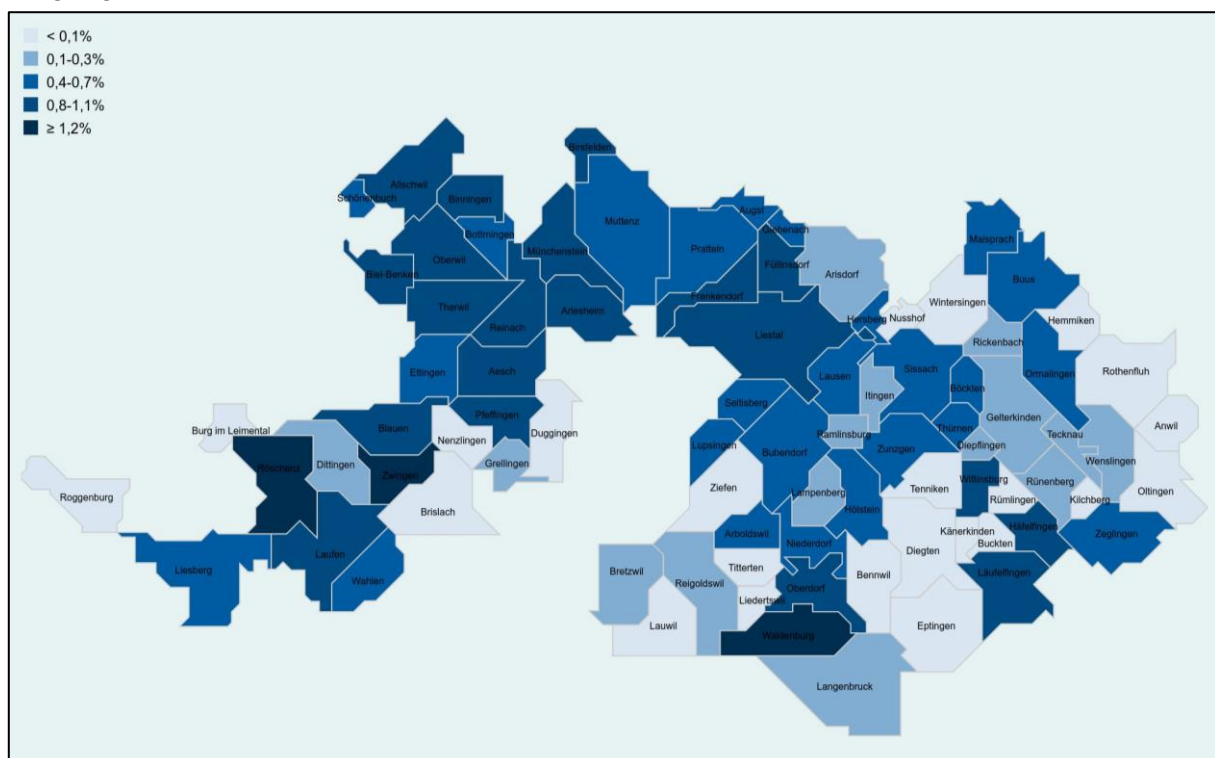 < 0,1%
0,1-0,3%
0,4-0,7%
0,8-1,1%
≥ 1,2%
Birsfelden
Allschwil
Schönenbuch
Binningen
Bottmingen
Muttenz
Augst
Giebenach
Maisprach
Münchenstein
Pratteln
Oberwil
Füllinsdorf
Biel-Benken
Arisdorf
Buus
Frenkendorf
Wintersingen
Therwil
Arlesheim
Hersberg
Nusshof
Hemmiken
Reinach
Liestal
Rickenbach
Ettingen
Aesch
Lausen
Sissach
Ormalingen
Rothenfluh
Böckten
Itingen
Seltisberg
Pfeffingen
Gelterkinden
Blauen
Anwil
Burg im Leimental
Nenzlingen
Duggingen
Ramlinsburg
Thürnen
Tecknau
Lupsingen
Bubendorf
Zunzgen
Diepflingen
Grellingen
Dittingen
Röschenz
Zwingen
Wenslingen
Wittinsburg
Rünenberg
Ziefen
Lampenberg
Tenniken
Oltingen
Roggenburg
Rümlingen
Kilchberg
Brislach
Hölstein
Häfelfingen
Känerkinden
Arboldswil
Zeglingen
Niederdorf
Buckten
Diegten
Laufen
Titterten
Liesberg
Bretzwil
Läufelfingen
Bennwil
Wahlen
Reigoldswil
Oberdorf
Liedertswil
Lauwil
Eptingen
Waldenburg
Langenbruck